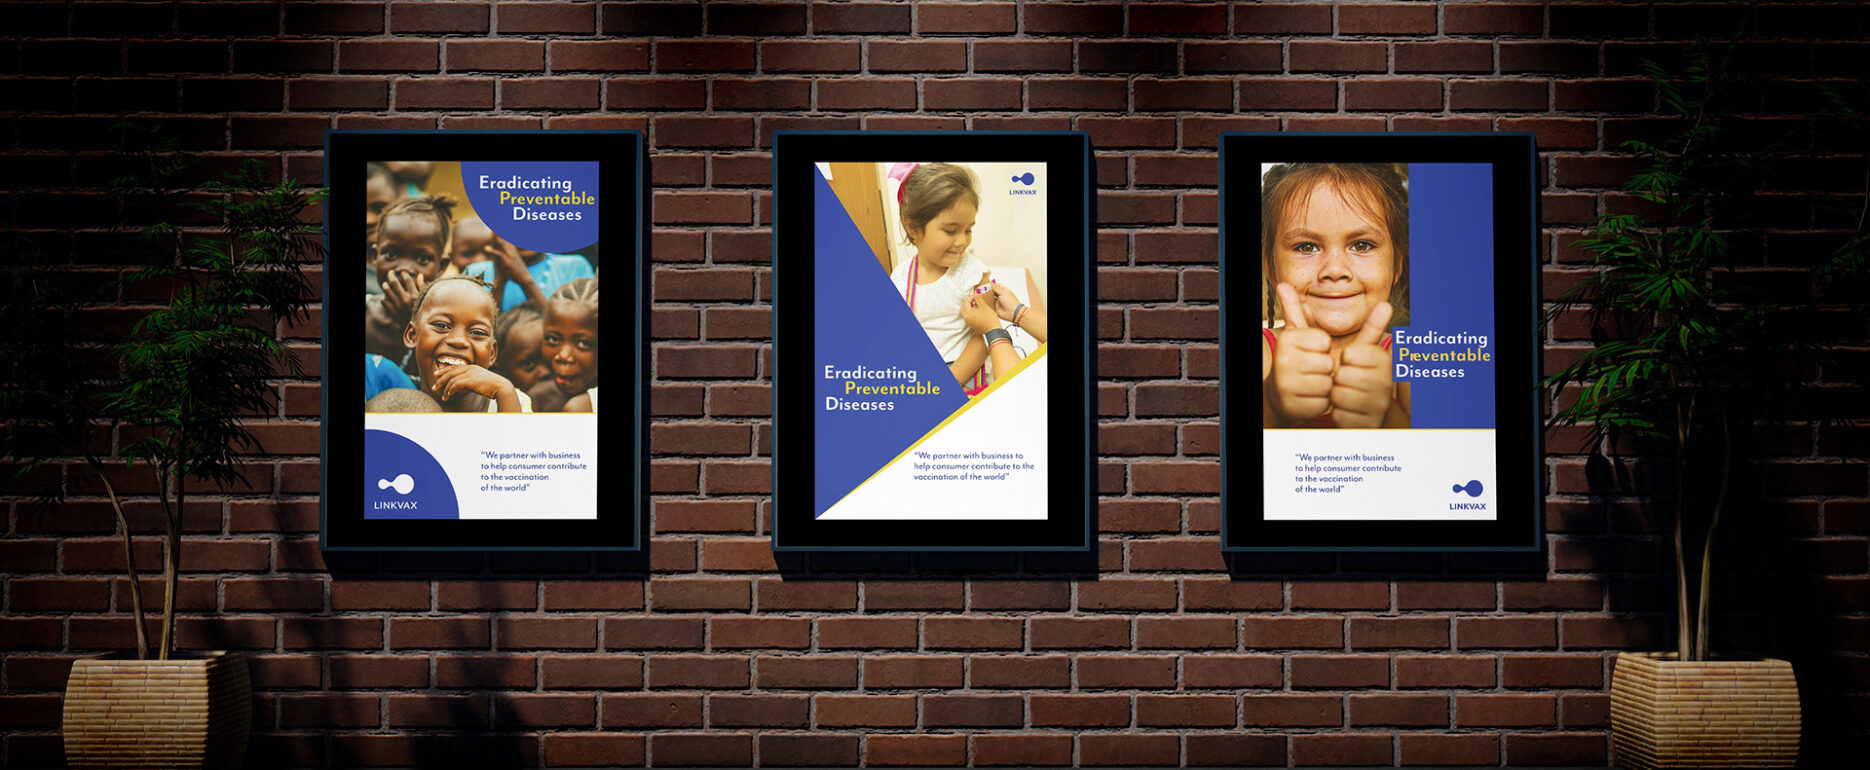 Eradicating
Preventable
Diseases
"We partner with business
to help consumer contribute
to the vaccination
of the world"
LINKVAX
LINKVAX
Eradicating
Preventable
Diseases
"We partner with business to
help consumer contribute to the
vaccination of the world"
Eradicating
Preventable
Diseases
"We partner with business
to help consumer contribute
to the vaccination
of the world"
LINKVAX